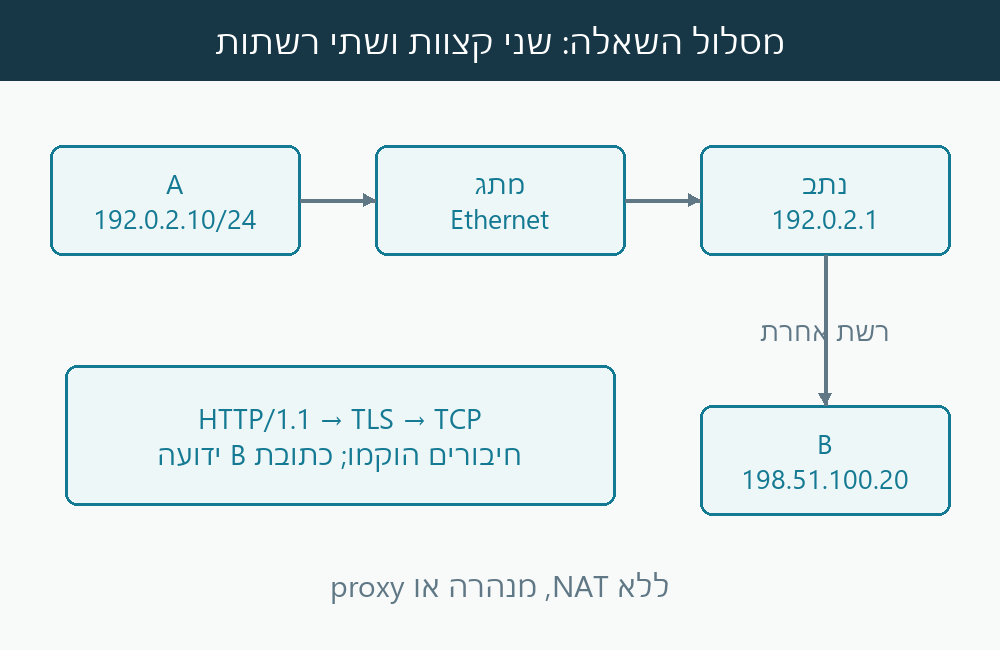 מסלול השאלה: שני קצוות ושתי רשתות
A
192.0.2.10/24
מתג
Ethernet
נתב
192.0.2.1
רשת אחרת
HTTP/1.1 → TLS → TCP
חיבורים הוקמו; כתובת B ידועה
B
198.51.100.20
ללא NAT, מנהרה או proxy